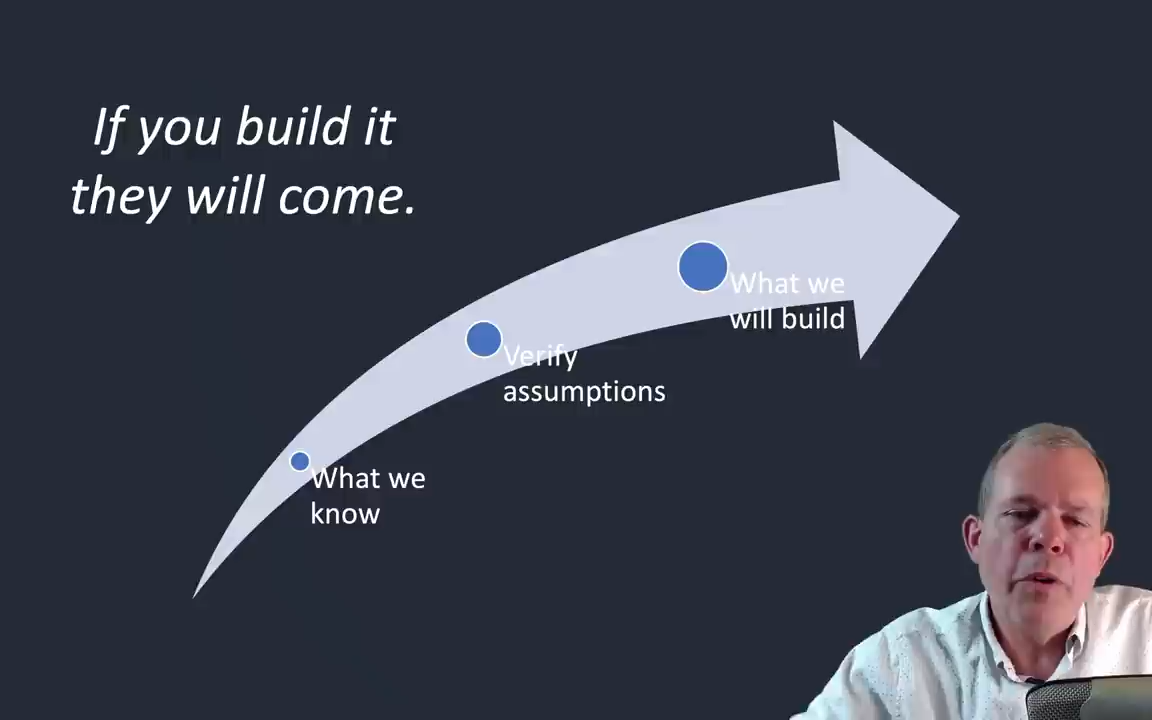 If you build it
they will come.
What we
will build
Verify
assumptions
What we
know